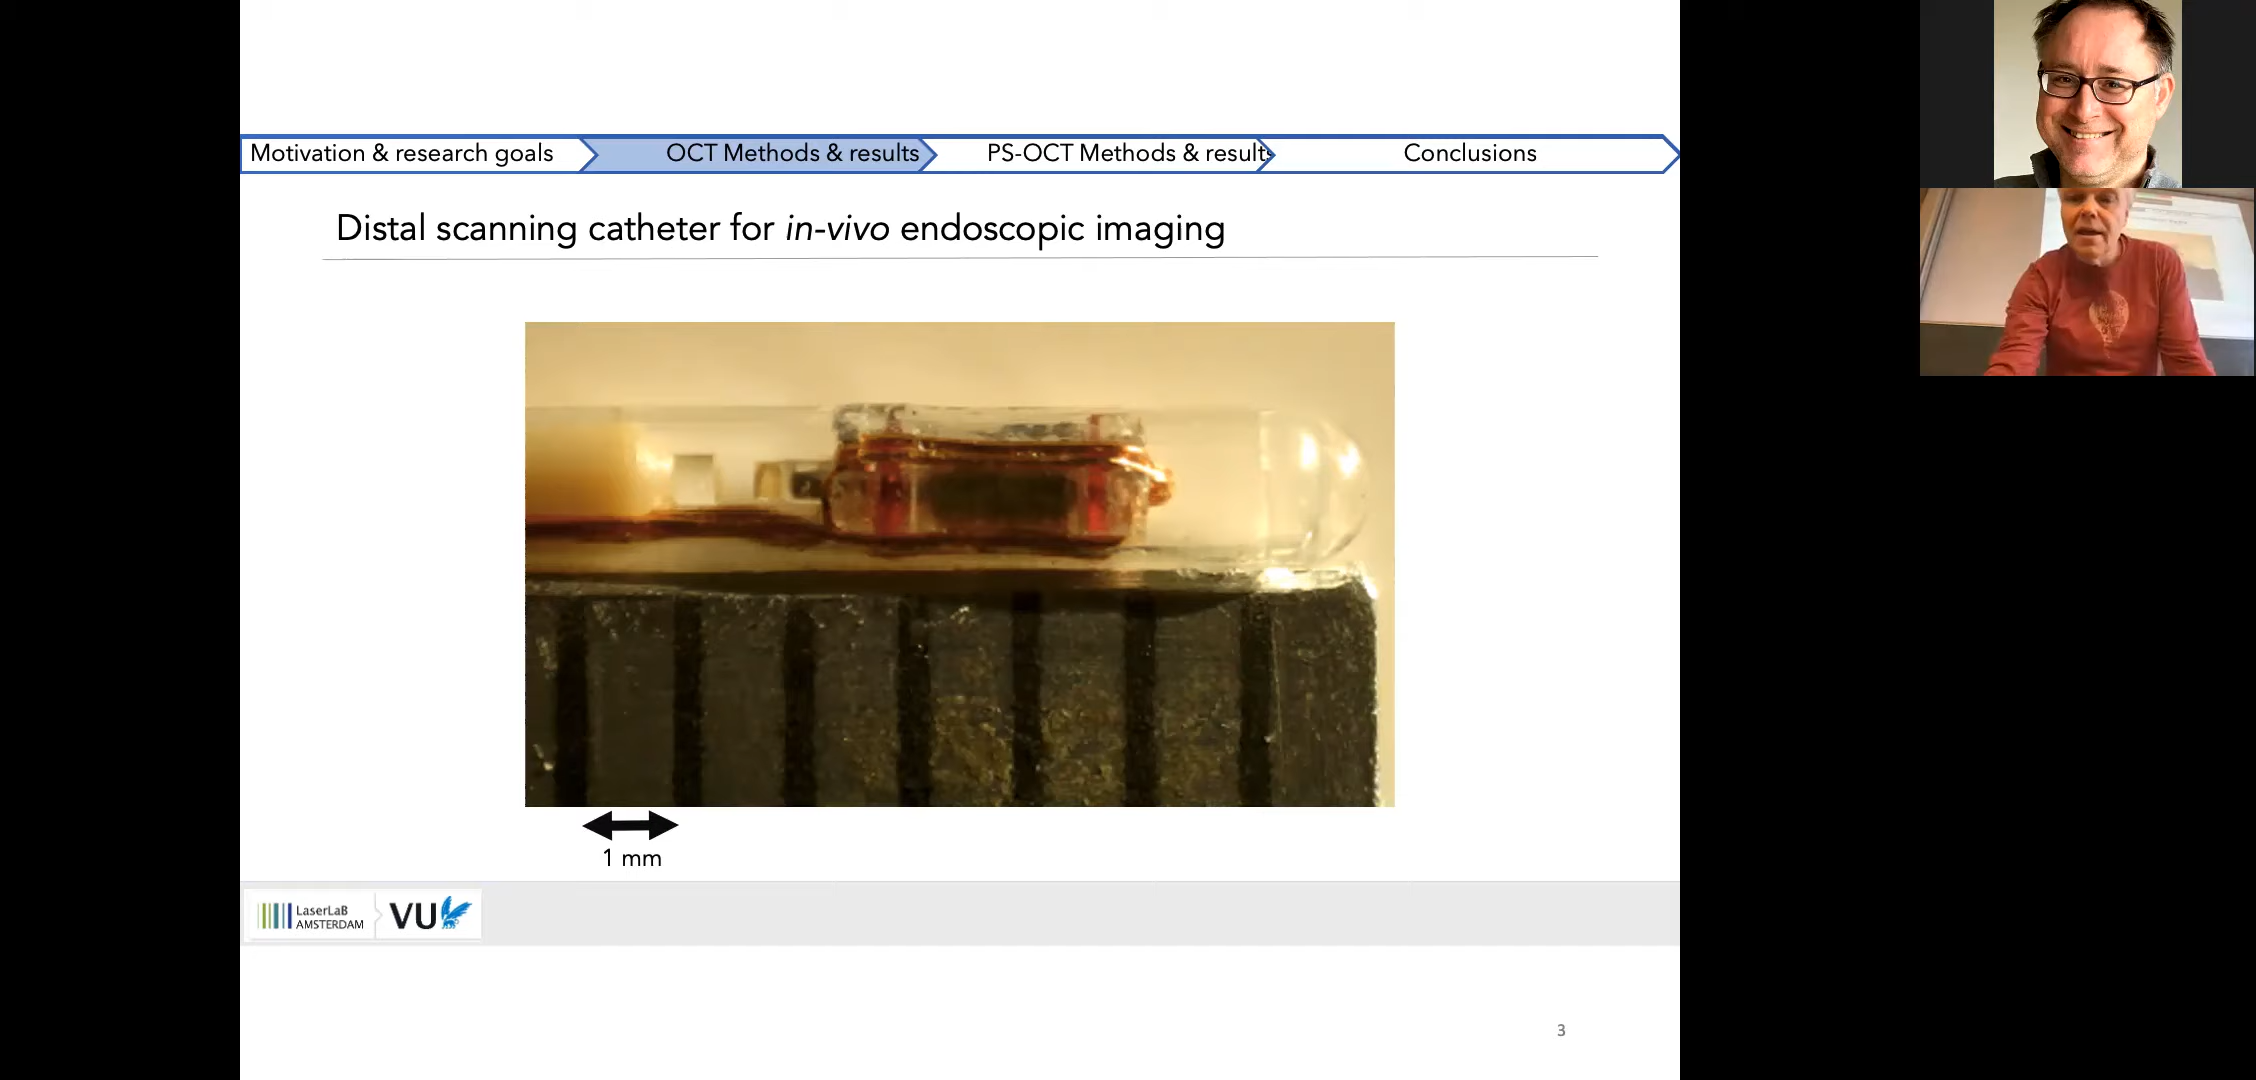 Motivation & research goals
OCT Methods & results
PS-OCT Methods & results
Conclusions
Distal scanning catheter for in-vivo endoscopic imaging
1 mm
LaserLaB
AMSTERDAM
VU
3